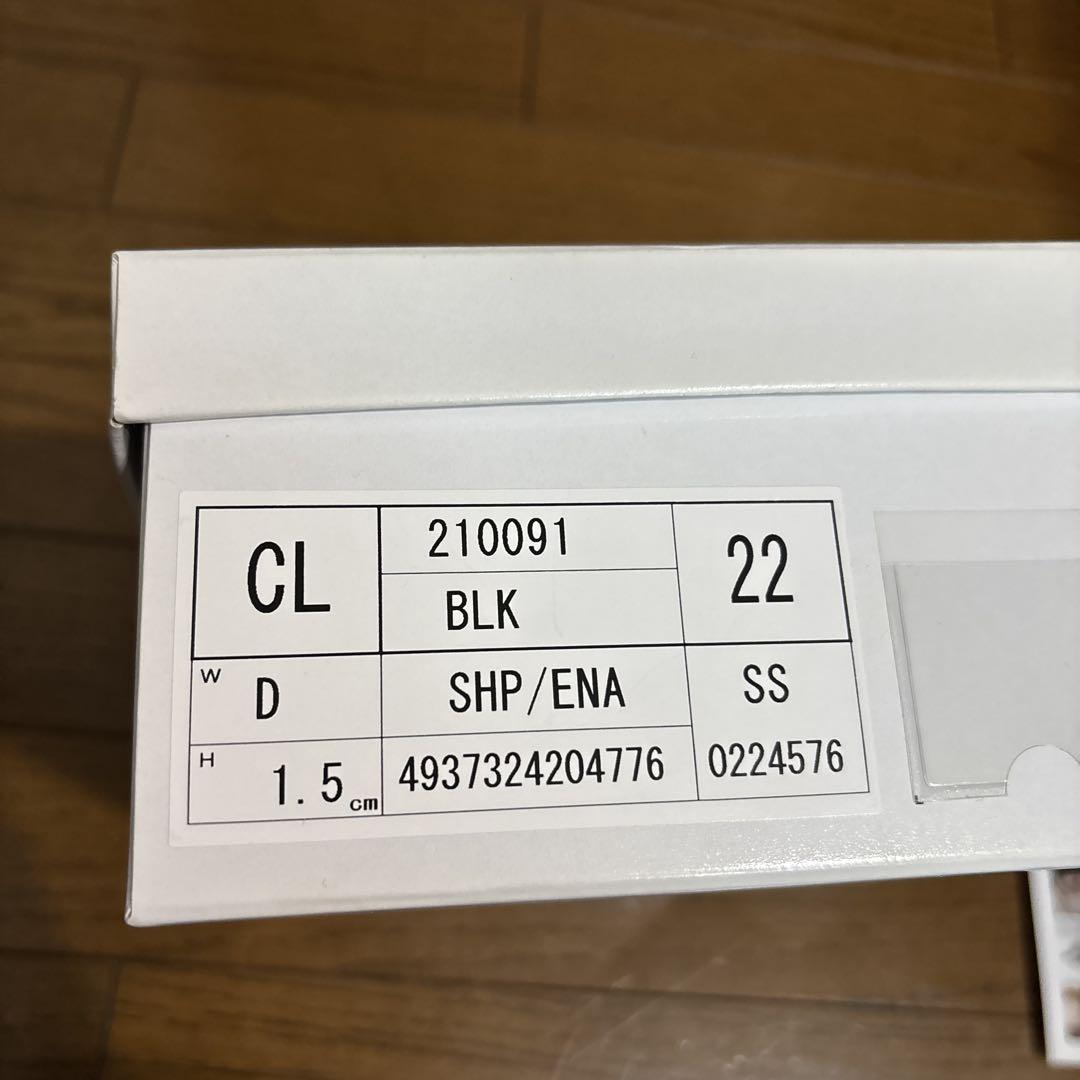 CL
210091
BLK
22
W D
SHP/ENA
SS
H 1.5cm
4937324204776
0224576